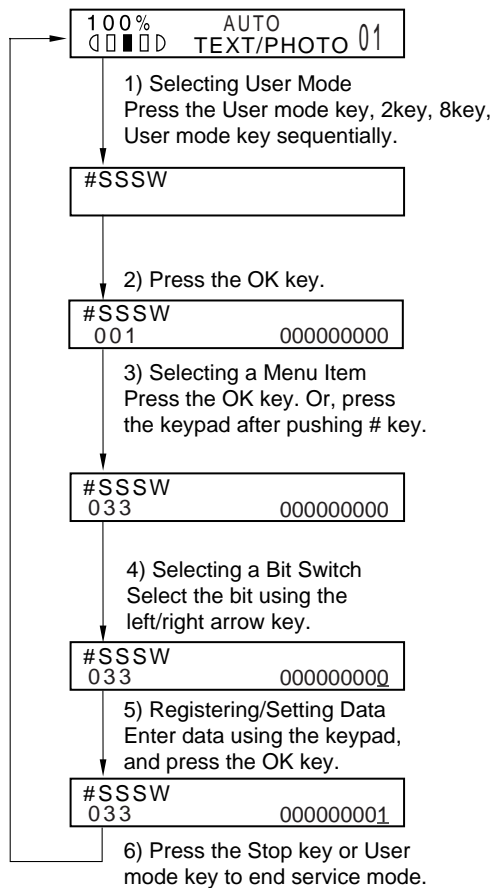 100% AUTO
TEXT/PHOTO 01
1) Selecting User Mode
Press the User mode key, 2key, 8key,
User mode key sequentially.
#SSSW
2) Press the OK key.
#SSSW
001 000000000
3) Selecting a Menu Item
Press the OK key. Or, press
the keypad after pushing # key.
#SSSW
033 000000000
4) Selecting a Bit Switch
Select the bit using the
left/right arrow key.
#SSSW
033 000000000
5) Registering/Setting Data
Enter data using the keypad,
and press the OK key.
#SSSW
033 000000001
6) Press the Stop key or User
mode key to end service mode.